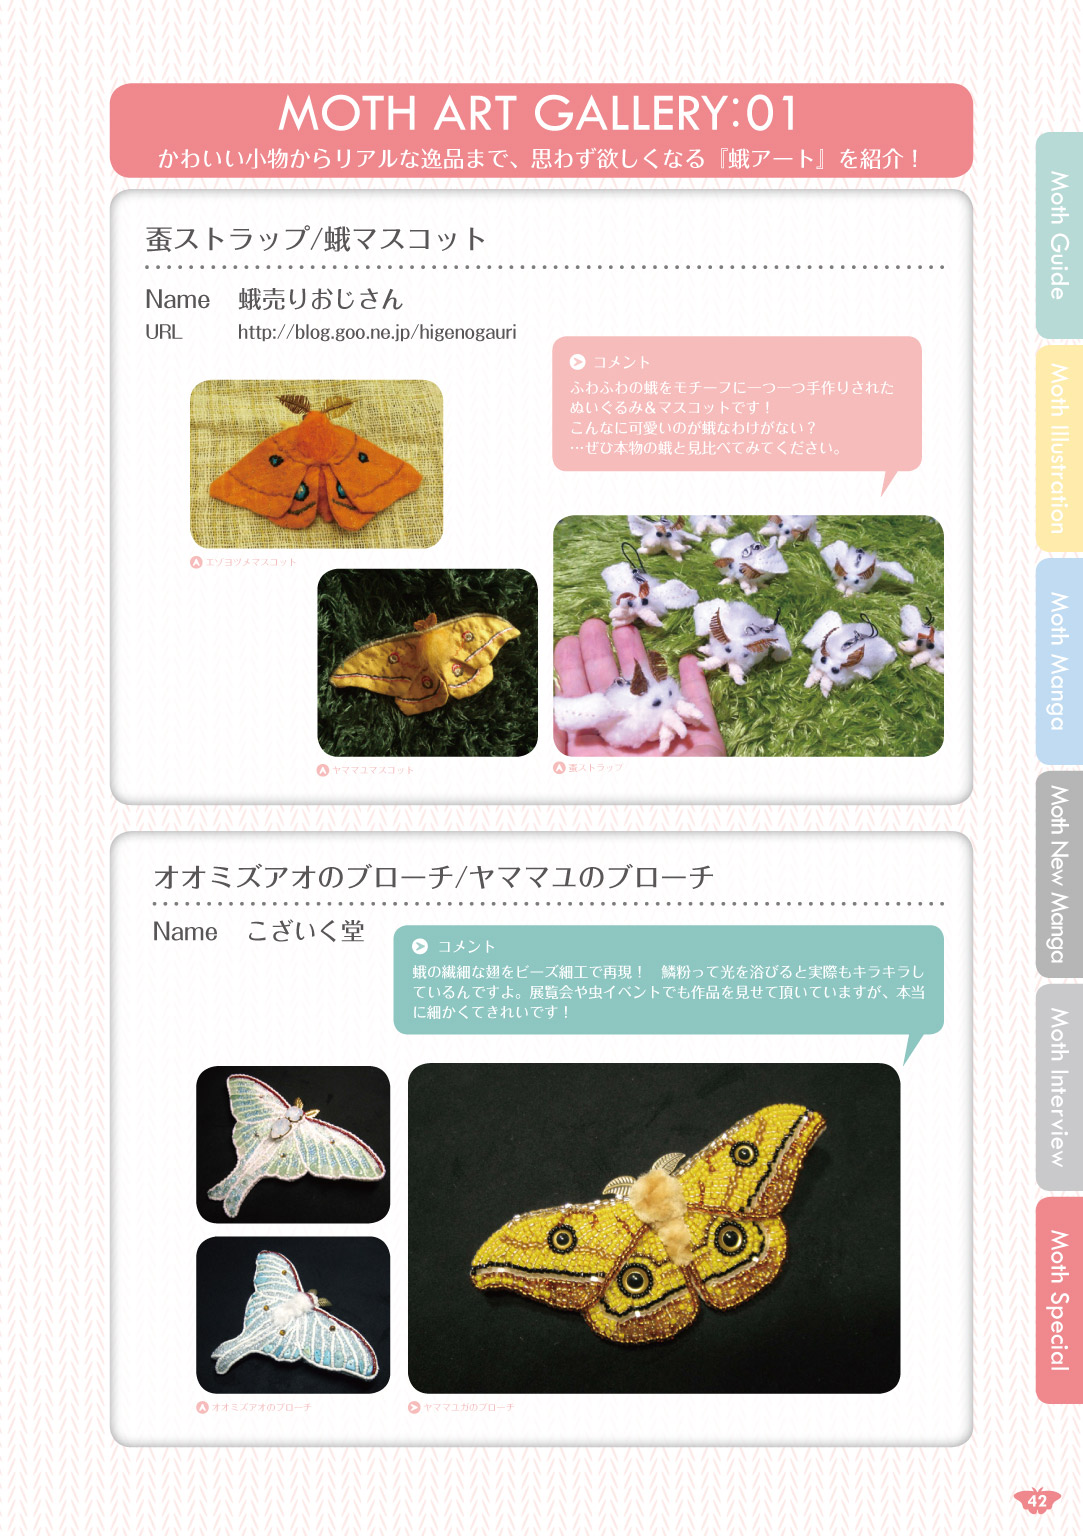 MOTH ART GALLERY:01
かわいい小物からリアルな逸品まで、思わず欲しくなる『蛾アート』を紹介！
蚕ストラップ/蛾マスコット
Name 蛾売りおじさん
URL http://blog.goo.ne.jp/higenogauri
コメント
ふわふわの蛾をモチーフに一つ一つ手作りされた
ぬいぐるみ＆マスコットです！
こんなに可愛いのが蛾なわけがない？
…ぜひ本物の蛾と見比べてみてください。
エゾヨツメマスコット
ヤママユマスコット
蚕ストラップ
オオミズアオのブローチ/ヤママユのブローチ
Name こざいく堂
コメント
蛾の繊細な翅をビーズ細工で再現！　鱗粉って光を浴びると実際もキラキラし
ているんですよ。展覧会や虫イベントでも作品を見せて頂いていますが、本当
に細かくてきれいです！
オオミズアオのブローチ
ヤママユガのブローチ
Moth Guide
Moth Illustration
Moth Manga
Moth New Manga
Moth Interview
Moth Special
42